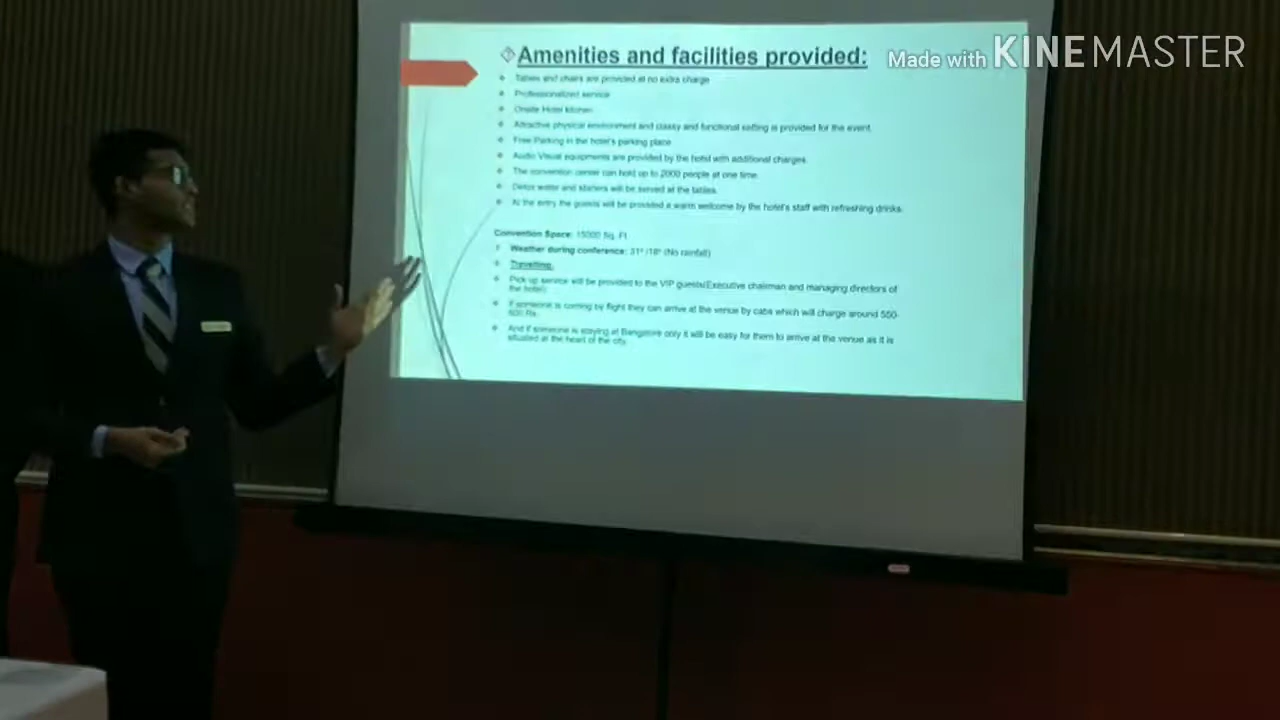 Amenities and facilities provided:
Made with KINEMASTER
Tables and chairs are provided at no extra charge
Professionalized service
Onsite Hotel kitchen
Attractive physical environment and classy and functional setting is provided for the event.
Free Parking in the hotel's parking place
Audio Visual equipments are provided by the hotel with additional charges.
The convention center can hold up to 2000 people at one time.
Detox water and starters will be served at the tables.
At the entry the guests will be provided a warm welcome by the hotel's staff with refreshing drinks.
Convention Space: 15000 Sq. Ft
Weather during conference: 31° /18° (No rainfall)
Travelling:
Pick up service will be provided to the VIP guests/Executive chairman and managing directors of
the hotel
If someone is coming by flight they can arrive at the venue by cabs which will charge around 550-
600 Rs.
And if someone is staying at Bangalore only it will be easy for them to arrive at the venue as it is
situated at the heart of the city.